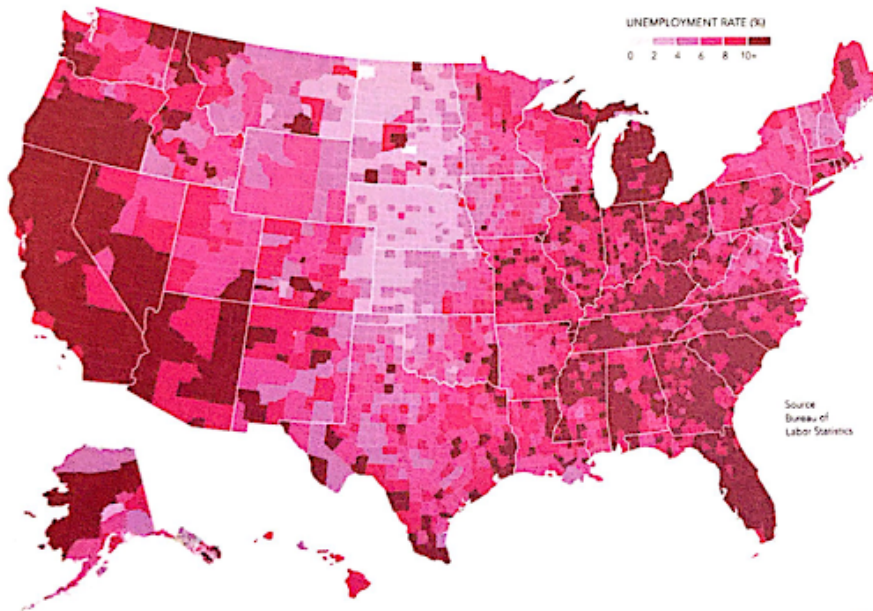 UNEMPLOYMENT RATE (%)
0 2 4 6 8 10+
Source
Bureau of
Labor Statistics